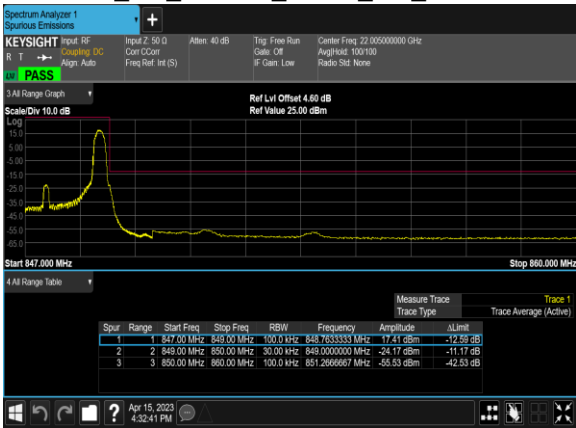 Spectrum Analyzer 1
Spurious Emissions
KEYSIGHT Input: RF Input Z: 50 Ω Atten: 40 dB Trig: Free Run Center Freq: 22.005000000 GHz
Coupling: DC Corr CCorr Gate: Off Avg|Hold: 100/100
R T Align: Auto Freq Ref: Int (S) IF Gain: Low Radio Std: None
PASS
3 All Range Graph
Ref Lvl Offset 4.60 dB
Scale/Div 10.0 dB Ref Value 25.00 dBm
Log
15.0
5.00
-5.00
-15.0
-25.0
-35.0
-45.0
-55.0
-65.0
Start 847.000 MHz Stop 860.000 MHz
4 All Range Table
Measure Trace Trace 1
Trace Type Trace Average (Active)
Spur Range Start Freq Stop Freq RBW Frequency Amplitude ΔLimit
1 1 847.00 MHz 849.00 MHz 100.0 kHz 848.7633333 MHz 17.41 dBm -12.59 dB
2 2 849.00 MHz 850.00 MHz 30.00 kHz 849.0000000 MHz -24.17 dBm -11.17 dB
3 3 850.00 MHz 860.00 MHz 100.0 kHz 851.2666667 MHz -55.53 dBm -42.53 dB
? Apr 15, 2023
4:32:41 PM